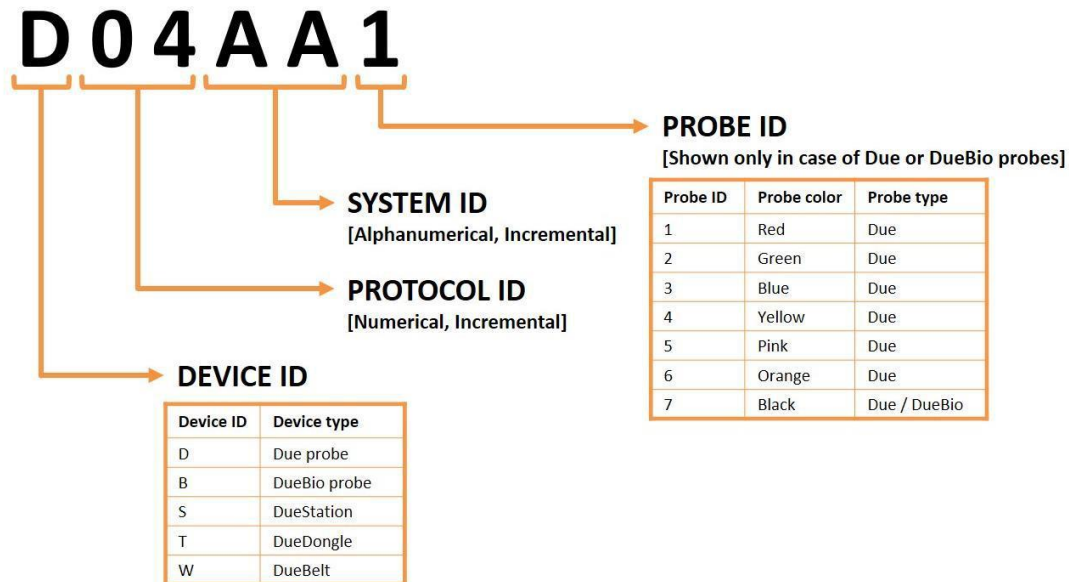 D04AA1
PROBE ID
[Shown only in case of Due or DueBio probes]
Probe ID Probe color Probe type
1 Red Due
2 Green Due
3 Blue Due
4 Yellow Due
5 Pink Due
6 Orange Due
7 Black Due / DueBio
SYSTEM ID
[Alphanumerical, Incremental]
PROTOCOL ID
[Numerical, Incremental]
DEVICE ID
Device ID Device type
D Due probe
B DueBio probe
S DueStation
T DueDongle
W DueBelt